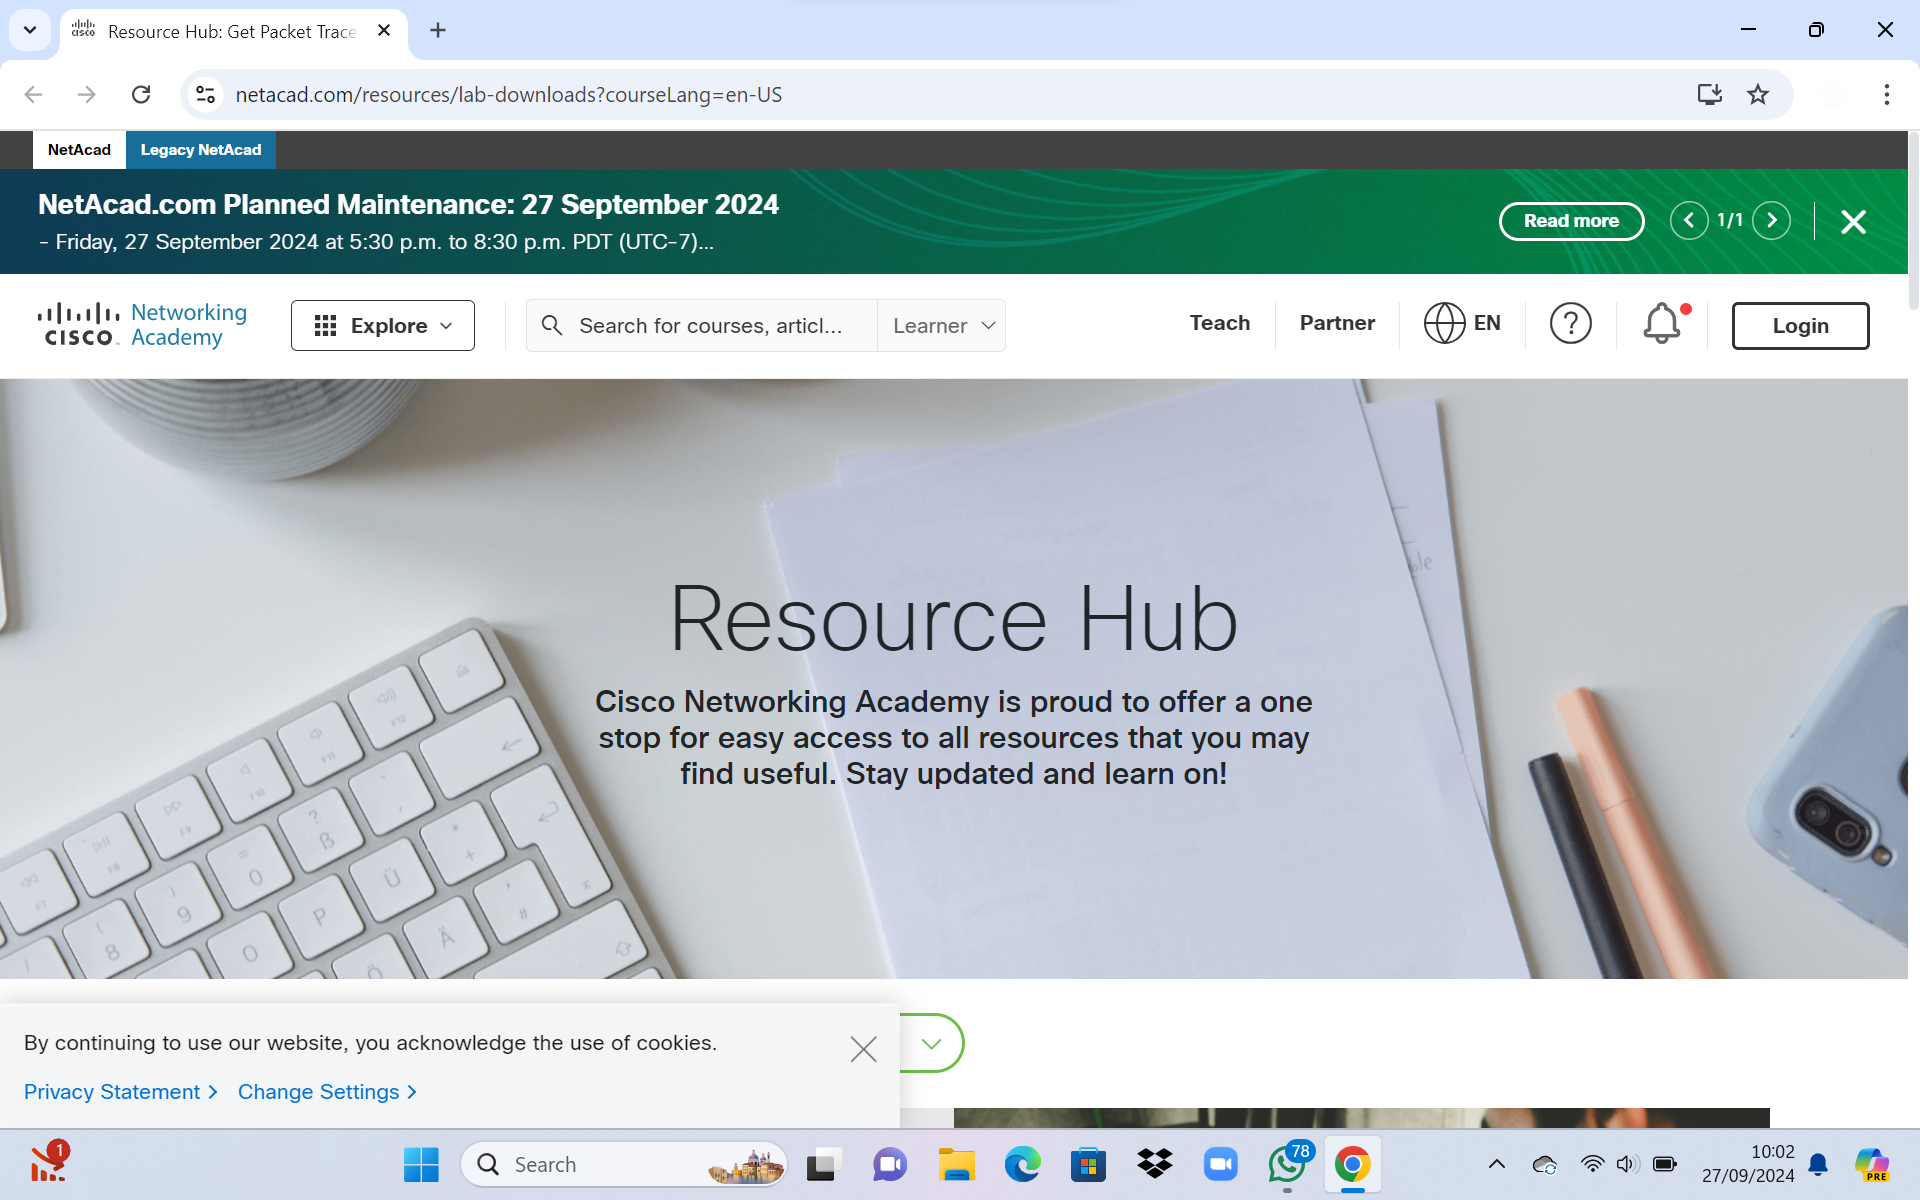 Resource Hub: Get Packet Trace
netacad.com/resources/lab-downloads?courseLang=en-US
NetAcad
Legacy NetAcad
NetAcad.com Planned Maintenance: 27 September 2024
- Friday, 27 September 2024 at 5:30 p.m. to 8:30 p.m. PDT (UTC-7)...
Read more
1/1
CISCO
Networking
Academy
Explore
Search for courses, articl...
Learner
Teach
Partner
EN
?
Login
Resource Hub
Cisco Networking Academy is proud to offer a one
stop for easy access to all resources that you may
find useful. Stay updated and learn on!
By continuing to use our website, you acknowledge the use of cookies.
Privacy Statement
Change Settings
1
Search
78
10:02
27/09/2024
PRE